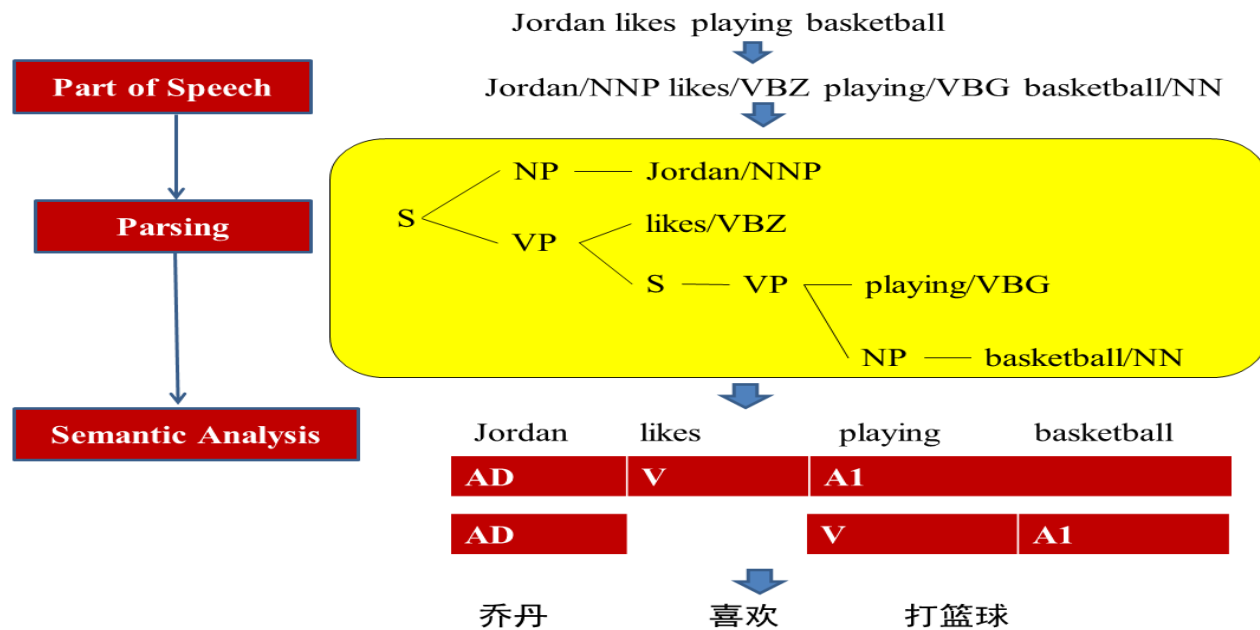 Jordan likes playing basketball
Part of Speech
Jordan/NNP likes/VBZ playing/VBG basketball/NN
NP Jordan/NNP
S
Parsing
likes/VBZ
VP
S VP playing/VBG
NP basketball/NN
Semantic Analysis
Jordan likes playing basketball
AD V A1
AD V A1
乔丹 喜欢 打篮球